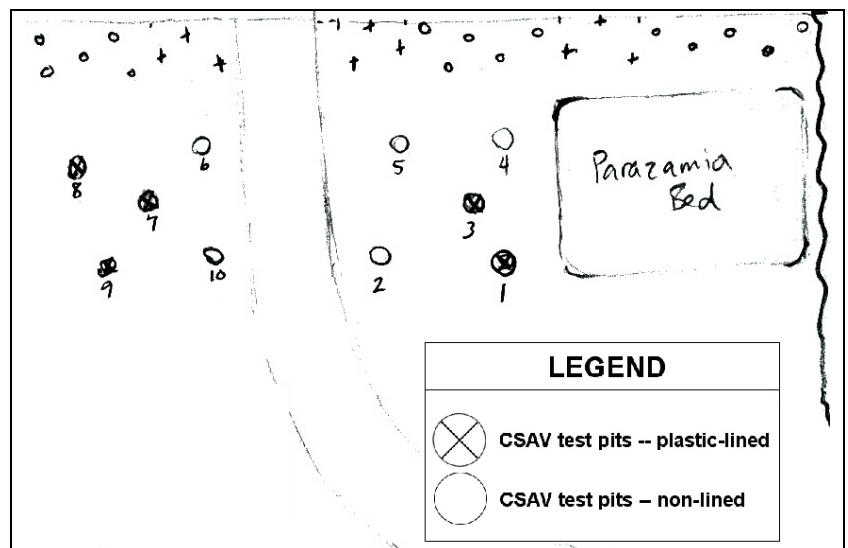 6
5
4
8
Parazamia
Bed
7
3
9
10
2
1
LEGEND
CSAV test pits -- plastic-lined
CSAV test pits – non-lined